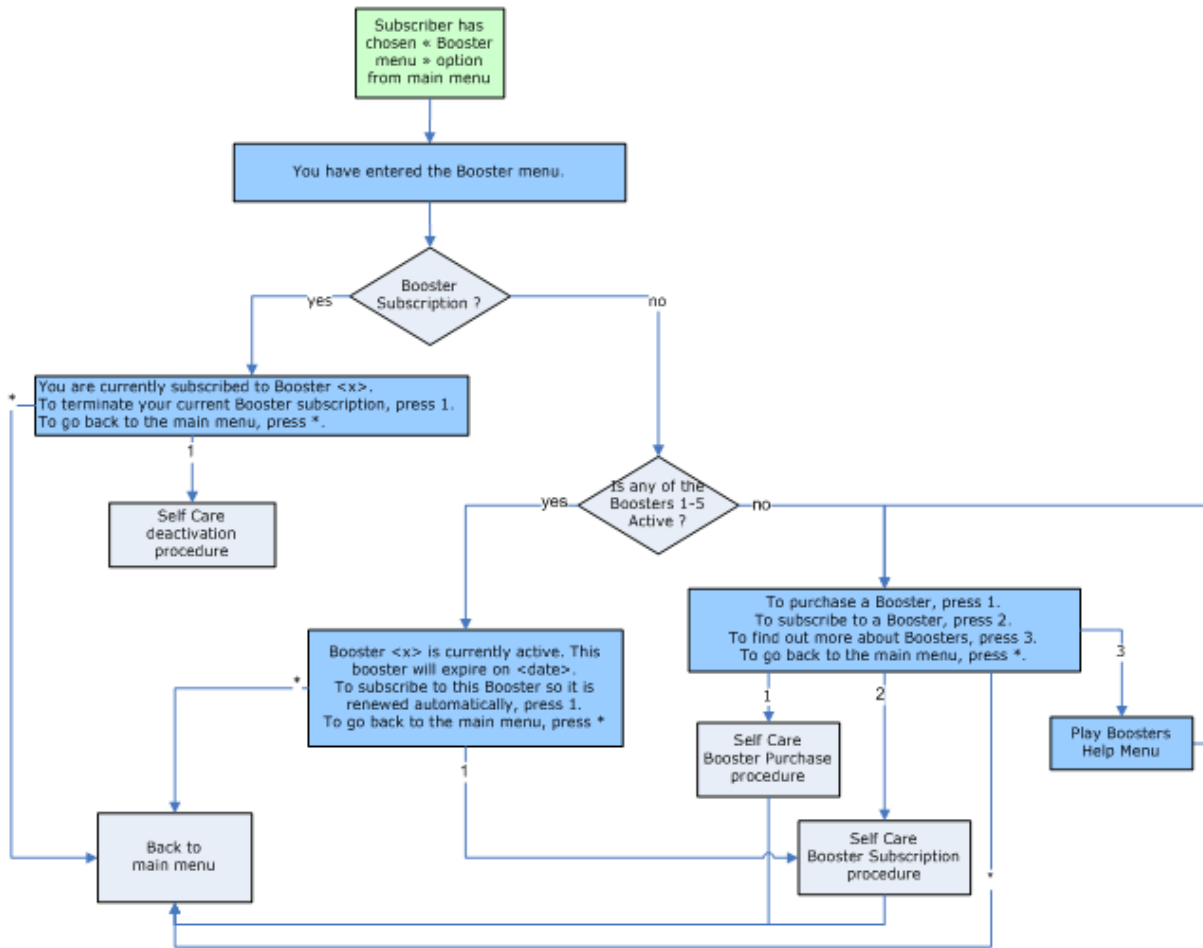 Subscriber has
chosen « Booster
menu » option
from main menu
You have entered the Booster menu.
Booster
Subscription ?
yes
no
You are currently subscribed to Booster <x>.
To terminate your current Booster subscription, press 1.
To go back to the main menu, press *.
*
1
Self Care
deactivation
procedure
Is any of the
Boosters 1-5
Active ?
yes
no
Booster <x> is currently active. This
booster will expire on <date>.
To subscribe to this Booster so it is
renewed automatically, press 1.
To go back to the main menu, press *
*
1
To purchase a Booster, press 1.
To subscribe to a Booster, press 2.
To find out more about Boosters, press 3.
To go back to the main menu, press *.
1
2
3
*
Self Care
Booster Purchase
procedure
Play Boosters
Help Menu
Self Care
Booster Subscription
procedure
Back to
main menu